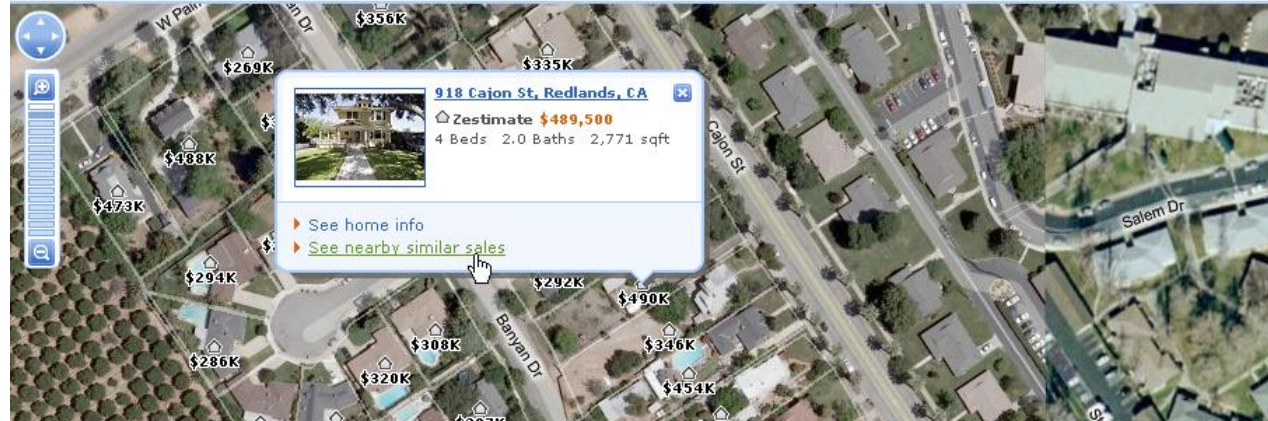 W Palm
an Dr
$356K
$269K
$335K
918 Cajon St, Redlands, CA
Zestimate $489,500
4 Beds 2.0 Baths 2,771 sqft
Cajon St
$488K
$473K
Salem Dr
See home info
See nearby similar sales
$294K
$292K
$490K
Banyan Dr
$308K
$346K
$286K
$320K
$454K
St